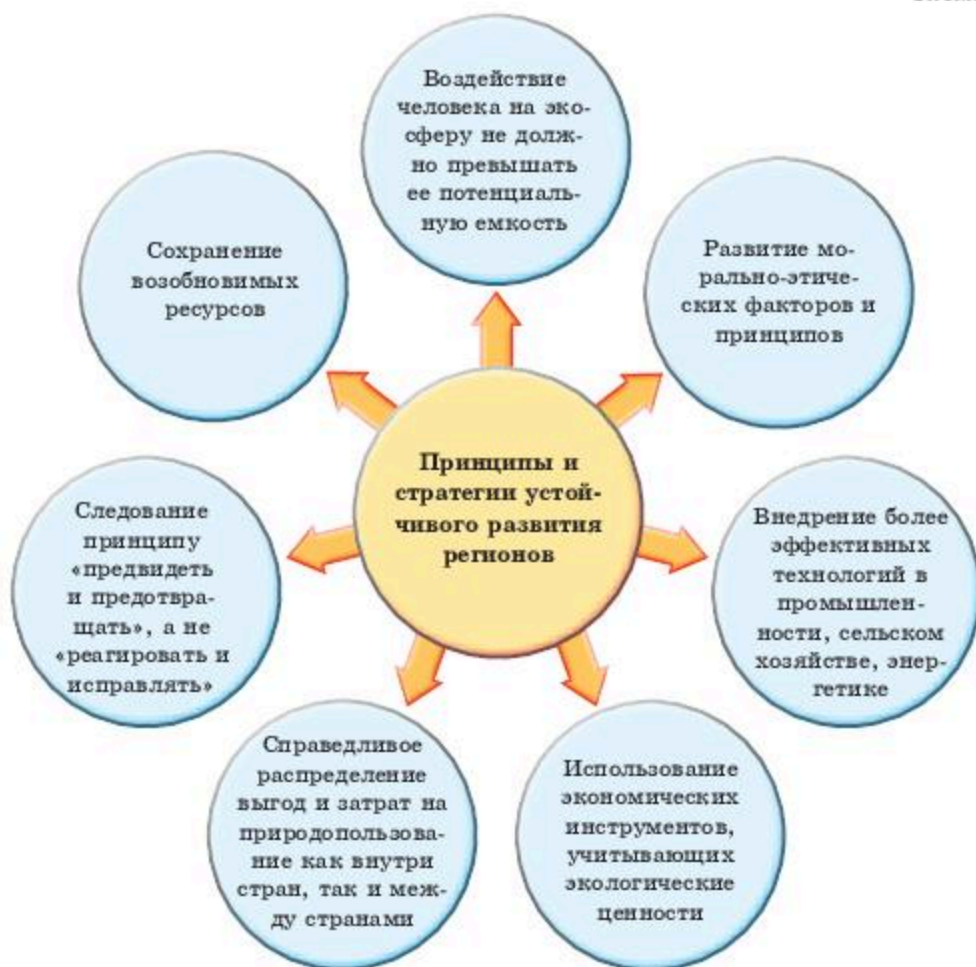 Воздействие
человека на эко-
сферу не долж-
но превышать
ее потенциаль-
ную емкость
Сохранение
возобновимых
ресурсов
Развитие мо-
рально-этиче-
ских факторов и
принципов
Принципы и
стратегии устой-
чивого развития
регионов
Следование
принципу
«предвидеть
и предотвра-
щать», а не
«реагировать и
исправлять»
Внедрение более
эффективных
технологий в
промышлен-
ности, сельском
хозяйстве, энер-
гетике
Справедливое
распределение
выгод и затрат на
природопользова-
ние как внутри
стран, так и меж-
ду странами
Использование
экономических
инструментов,
учитывающих
экологические
ценности